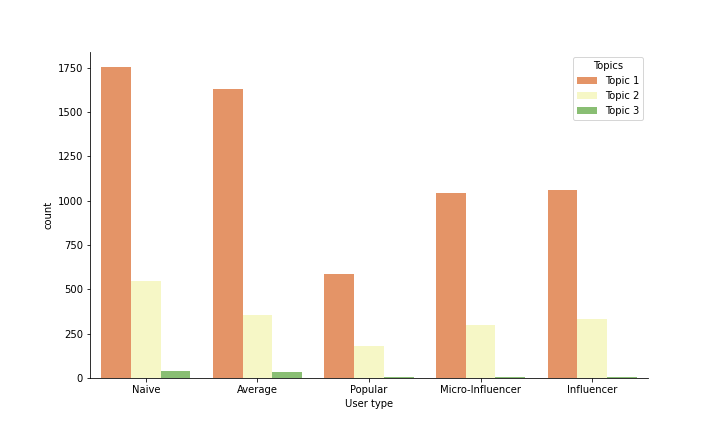 Topics
Topic 1
Topic 2
Topic 3
1750
1500
1250
1000
750
500
250
0
count
Naive Average Popular Micro-Influencer Influencer
User type